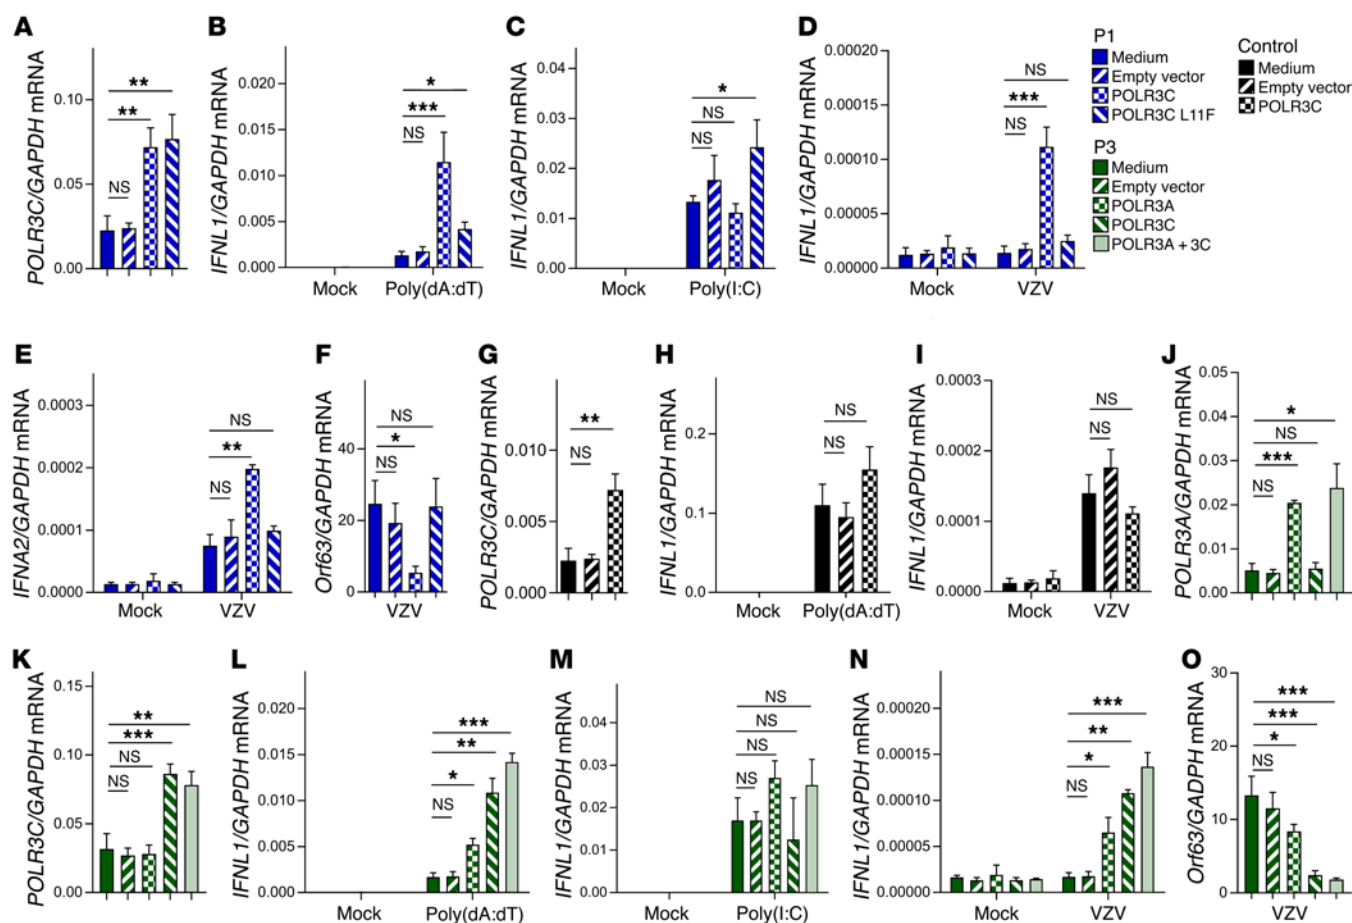 A
POLR3C/GAPDH mRNA
0.10
0.05
0.00
**
**
NS
B
IFNL1/GAPDH mRNA
0.020
0.015
0.010
0.005
0.000
*
***
NS
Mock
Poly(dA:dT)
C
IFNL1/GAPDH mRNA
0.04
0.03
0.02
0.01
0.00
*
NS
NS
Mock
Poly(I:C)
D
IFNL1/GAPDH mRNA
0.00020
0.00015
0.00010
0.00005
0.00000
NS
***
NS
Mock
VZV
P1
Medium
Empty vector
POLR3C
POLR3C L11F
P3
Medium
Empty vector
POLR3A
POLR3C
POLR3A + 3C
Control
Medium
Empty vector
POLR3C
E
IFNA2/GAPDH mRNA
0.0003
0.0002
0.0001
0.0000
NS
**
NS
Mock
VZV
F
Orf63/GAPDH mRNA
40
20
0
NS
*
NS
VZV
G
POLR3C/GAPDH mRNA
0.010
0.005
0.000
**
NS
H
IFNL1/GAPDH mRNA
0.2
0.1
0.0
NS
NS
Mock
Poly(dA:dT)
I
IFNL1/GAPDH mRNA
0.0003
0.0002
0.0001
0.0000
NS
NS
Mock
VZV
J
POLR3A/GAPDH mRNA
0.05
0.04
0.03
0.02
0.01
0.00
*
NS
***
NS
K
POLR3C/GAPDH mRNA
0.15
0.10
0.05
0.00
**
***
NS
NS
L
IFNL1/GAPDH mRNA
0.020
0.015
0.010
0.005
0.000
***
**
*
NS
Mock
Poly(dA:dT)
M
IFNL1/GAPDH mRNA
0.04
0.03
0.02
0.01
0.00
NS
NS
NS
NS
Mock
Poly(I:C)
N
IFNL1/GAPDH mRNA
0.00020
0.00015
0.00010
0.00005
0.00000
***
**
*
NS
Mock
VZV
O
Orf63/GADPH mRNA
30
20
10
0
***
***
*
NS
VZV